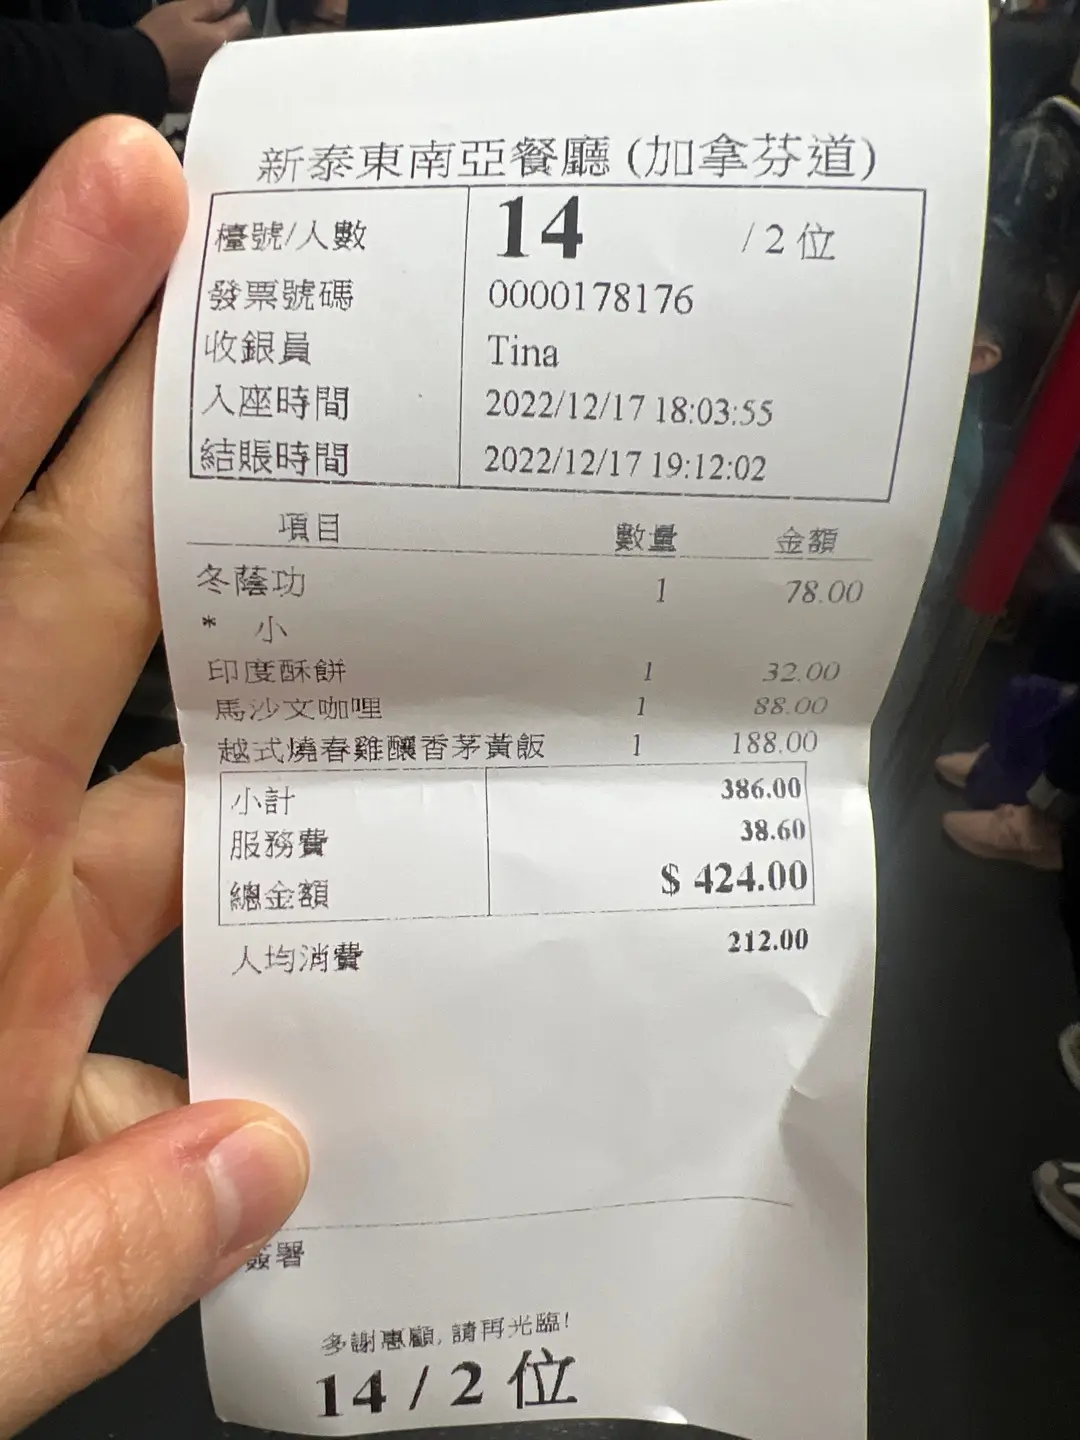 新泰東南亞餐廳 (加拿芬道)
檯號/人數 14 / 2 位
發票號碼 0000178176
收銀員 Tina
入座時間 2022/12/17 18:03:55
結賬時間 2022/12/17 19:12:02
項目 數量 金額
冬蔭功 1 78.00
* 小
印度酥餅 1 32.00
馬沙文咖哩 1 88.00
越式燒春雞釀香茅黃飯 1 188.00
小計 386.00
服務費 38.60
總金額 $ 424.00
人均消費 212.00
簽署
多謝惠顧, 請再光臨!
14 / 2 位